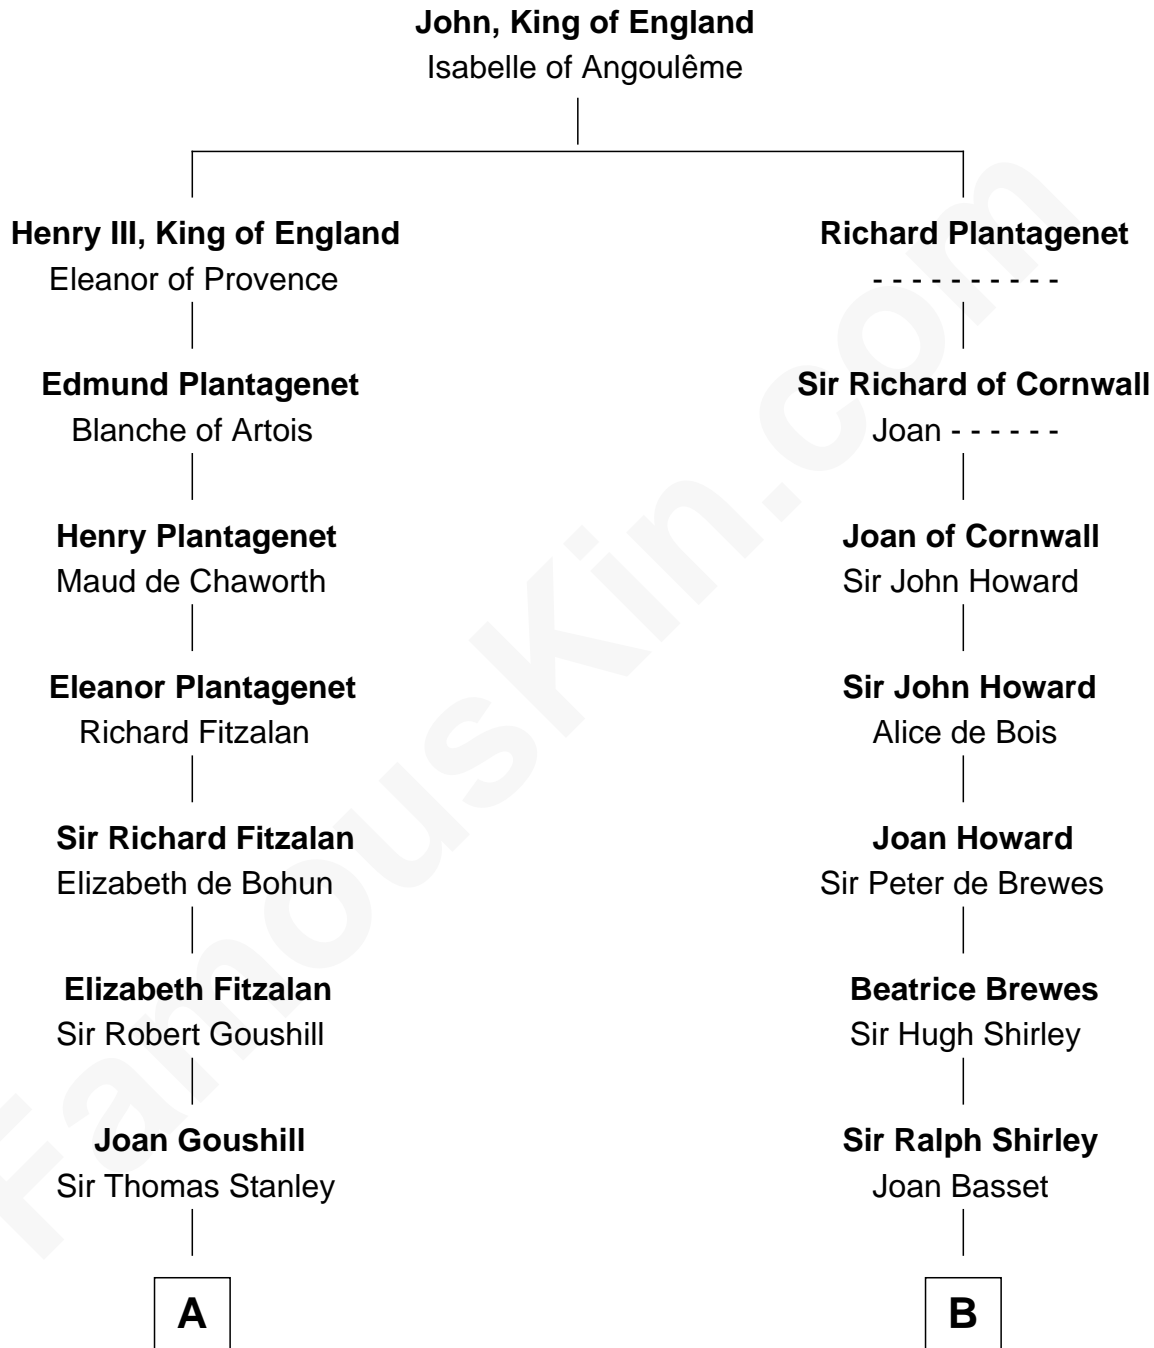 John, King of England
Isabelle of Angoulême
Henry III, King of England
Eleanor of Provence
Richard Plantagenet
- - - - - - - - - -
Edmund Plantagenet
Blanche of Artois
Sir Richard of Cornwall
Joan - - - - - -
Henry Plantagenet
Maud de Chaworth
Joan of Cornwall
Sir John Howard
Eleanor Plantagenet
Richard Fitzalan
Sir John Howard
Alice de Bois
Sir Richard Fitzalan
Elizabeth de Bohun
Joan Howard
Sir Peter de Brewes
Elizabeth Fitzalan
Sir Robert Goushill
Beatrice Brewes
Sir Hugh Shirley
Joan Goushill
Sir Thomas Stanley
Sir Ralph Shirley
Joan Basset
A
B
FamousKin.com